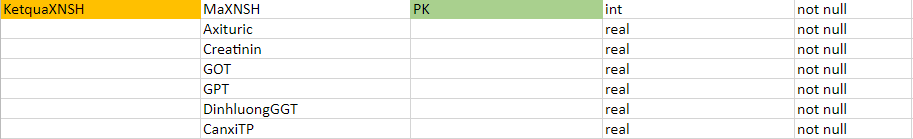 KetquaXNSH MaXNSH PK int not null
Axituric real not null
Creatinin real not null
GOT real not null
GPT real not null
DinhluongGGT real not null
CanxiTP real not null